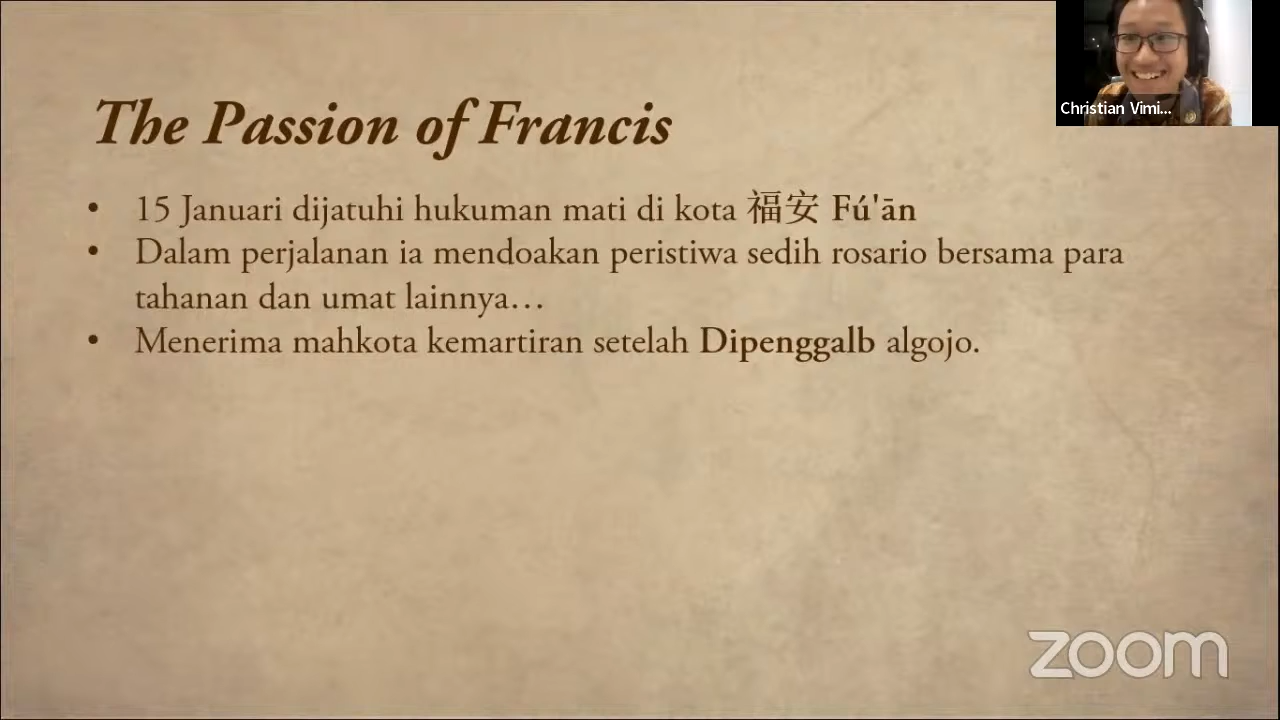 The Passion of Francis
Christian Vimi...
• 15 Januari dijatuhi hukuman mati di kota 福安 Fú'ān
• Dalam perjalanan ia mendoakan peristiwa sedih rosario bersama para
tahanan dan umat lainnya…
• Menerima mahkota kemartiran setelah Dipenggalb algojo.
zoom